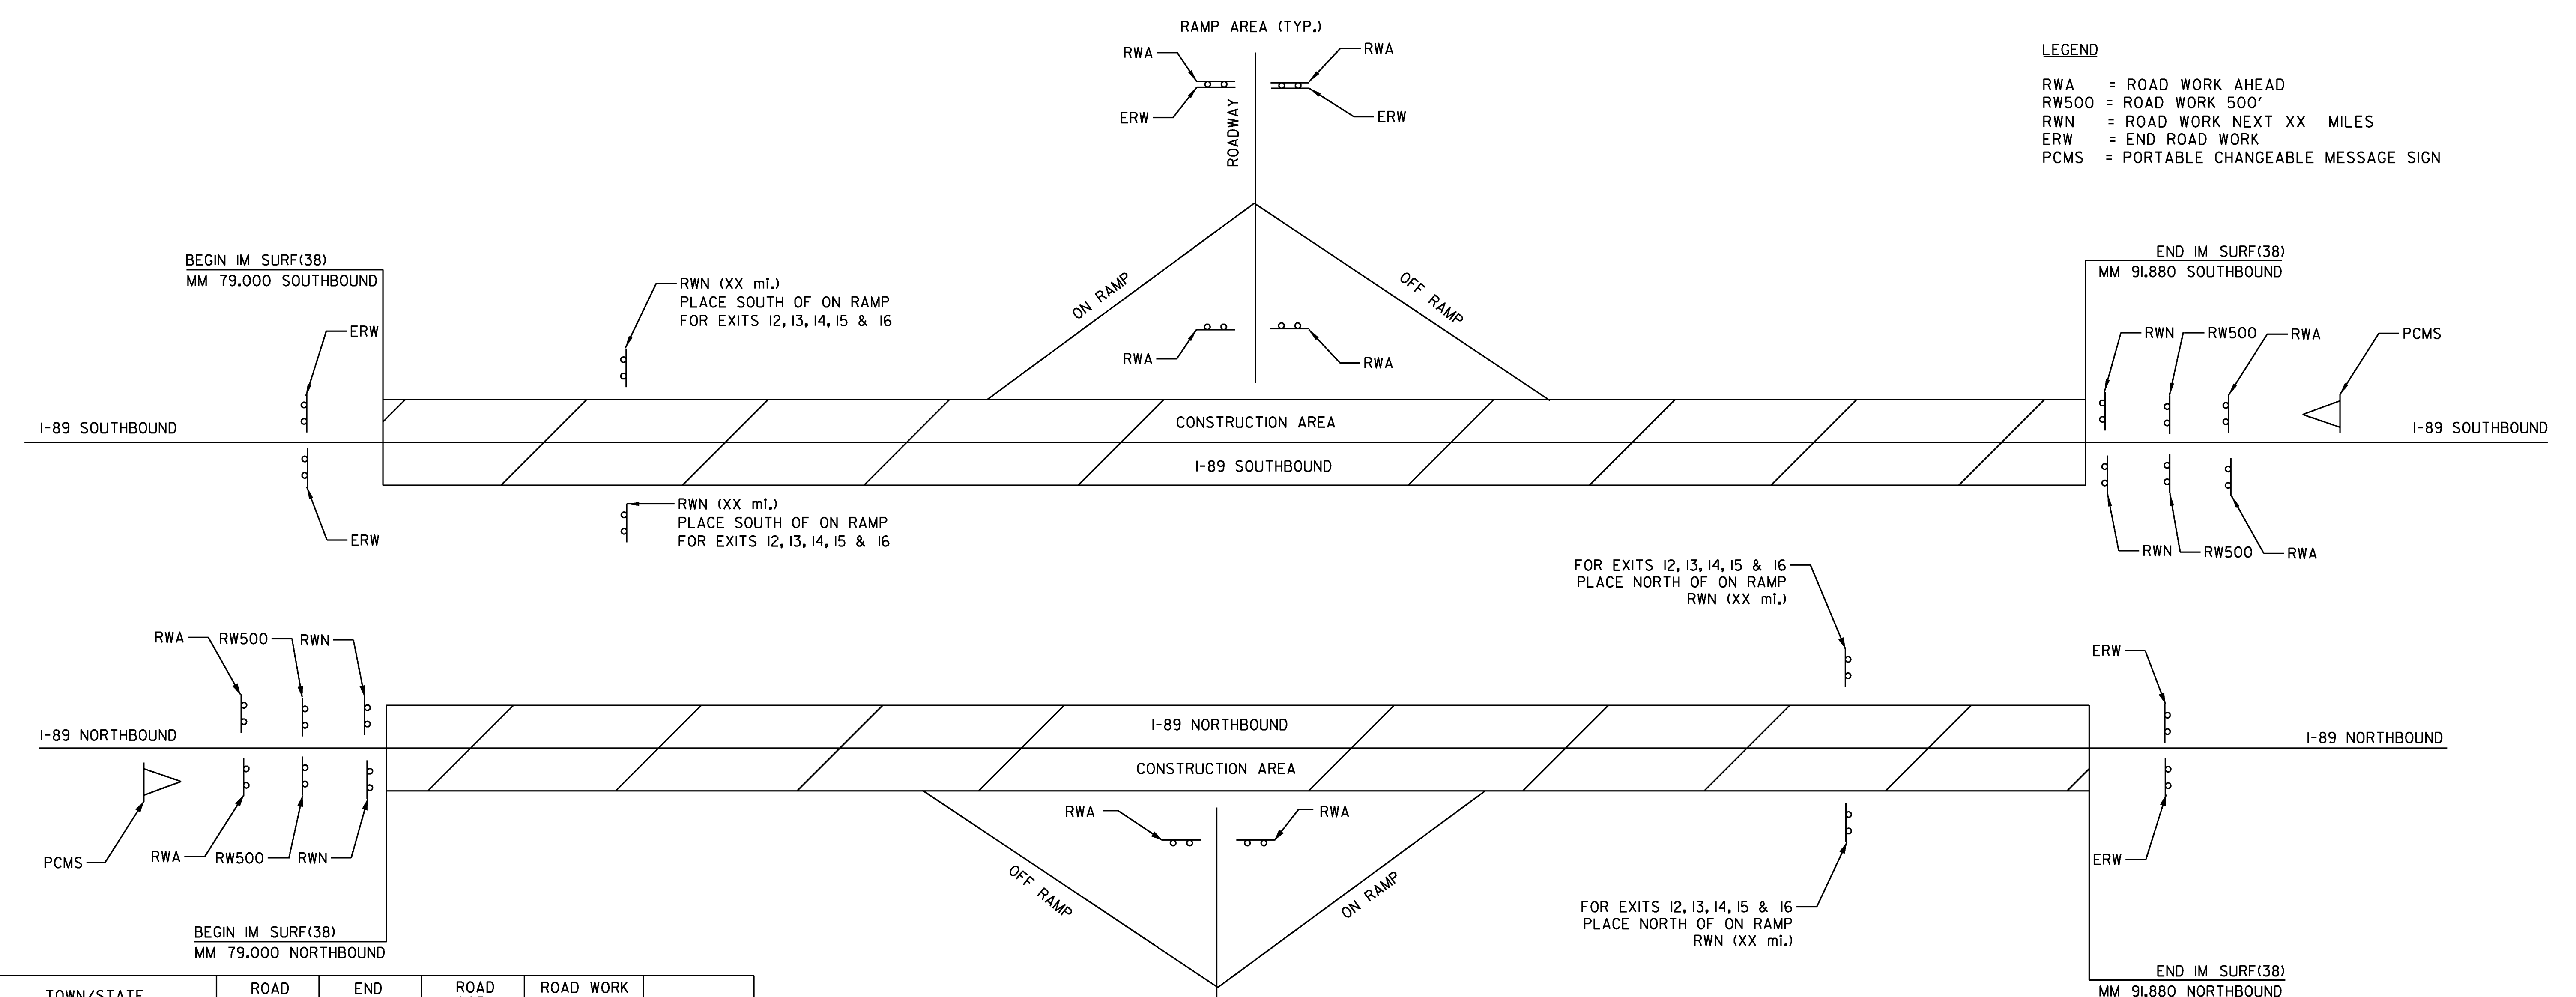 RAMP AREA (TYP.)
RWA
RWA
ERW
ERW
ROADWAY
LEGEND
RWA = ROAD WORK AHEAD
RW500 = ROAD WORK 500'
RWN = ROAD WORK NEXT XX MILES
ERW = END ROAD WORK
PCMS = PORTABLE CHANGEABLE MESSAGE SIGN
BEGIN IM SURF(38)
MM 79.000 SOUTHBOUND
ERW
RWN (XX mi.)
PLACE SOUTH OF ON RAMP
FOR EXITS 12, 13, 14, 15 & 16
ON RAMP
OFF RAMP
RWA
RWA
END IM SURF(38)
MM 91.880 SOUTHBOUND
RWN
RW500
RWA
PCMS
I-89 SOUTHBOUND
CONSTRUCTION AREA
I-89 SOUTHBOUND
I-89 SOUTHBOUND
ERW
RWN (XX mi.)
PLACE SOUTH OF ON RAMP
FOR EXITS 12, 13, 14, 15 & 16
RWN
RW500
RWA
FOR EXITS 12, 13, 14, 15 & 16
PLACE NORTH OF ON RAMP
RWN (XX mi.)
RWA
RW500
RWN
ERW
I-89 NORTHBOUND
I-89 NORTHBOUND
CONSTRUCTION AREA
I-89 NORTHBOUND
RWA
RWA
PCMS
RWA
RW500
RWN
ERW
OFF RAMP
ON RAMP
FOR EXITS 12, 13, 14, 15 & 16
PLACE NORTH OF ON RAMP
RWN (XX mi.)
BEGIN IM SURF(38)
MM 79.000 NORTHBOUND
END IM SURF(38)
MM 91.880 NORTHBOUND
TOWN/STATE
ROAD
END
ROAD
ROAD WORK